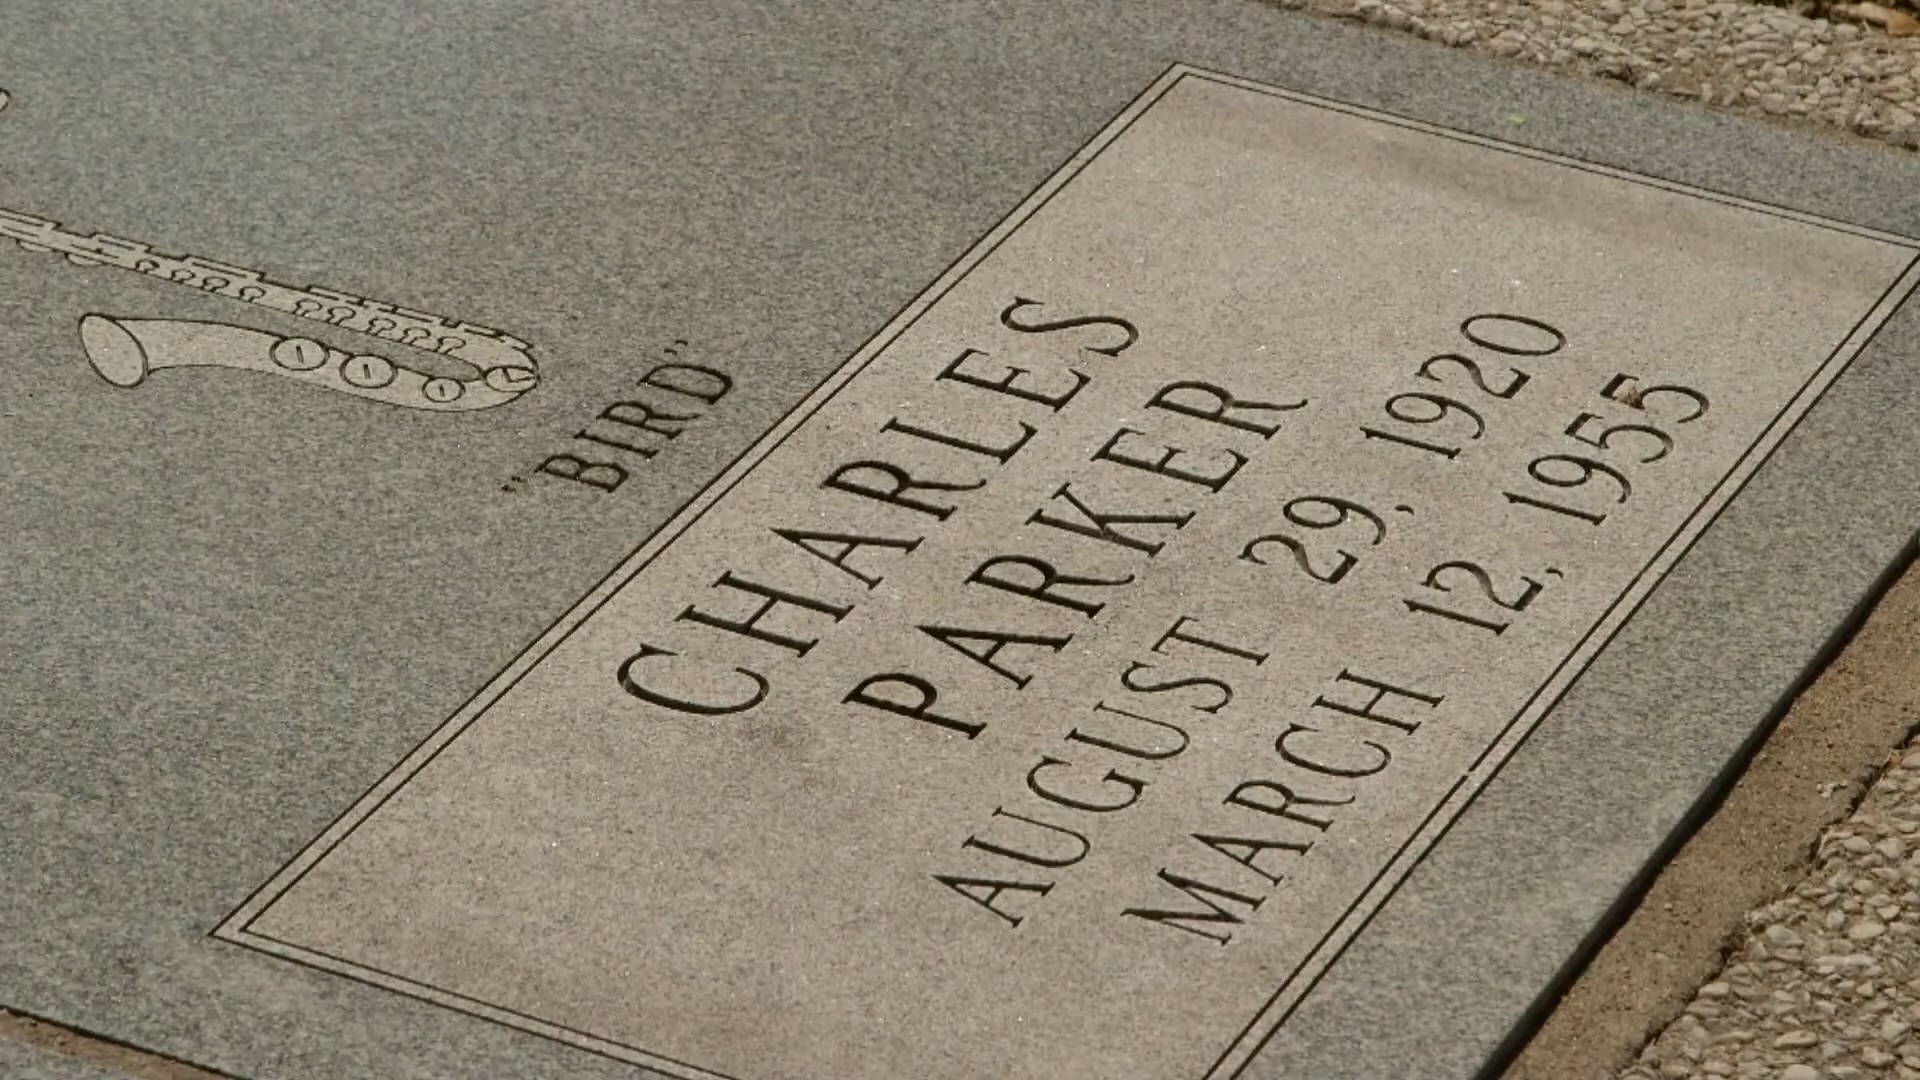 "BIRD"
CHARLES
PARKER
AUGUST 29, 1920
MARCH 12, 1955